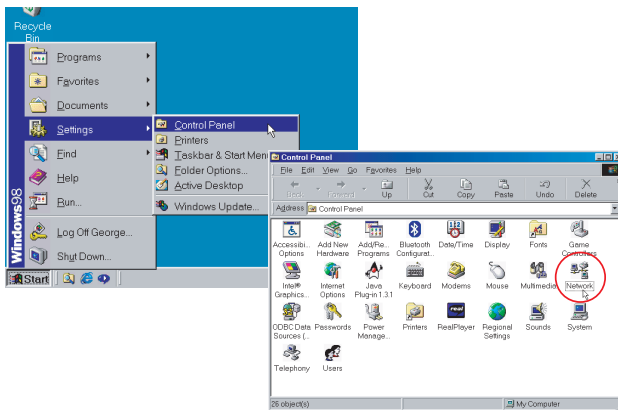 Recycle
Bin
Programs
Favorites
Documents
Settings
Find
Help
Run...
Log Off George...
Shut Down...
Windows98
Start
Control Panel
Printers
Taskbar & Start Menu
Folder Options...
Active Desktop
Windows Update...
Control Panel
File Edit View Go Favorites Help
Back Forward Up Cut Copy Paste Undo Delete
Address Control Panel
Accessibi... Add New Add/Re... Bluetooth Date/Time Display Fonts Game
Options Hardware Programs Configurat... Controllers
Intel® Internet Java Keyboard Modems Mouse Multimedia Network
Graphics... Options Plug-in 1.3.1
real
ODBC Data Passwords Power Printers RealPlayer Regional Sounds System
Sources (... Manage... Settings
Telephony Users
26 object(s) My Computer